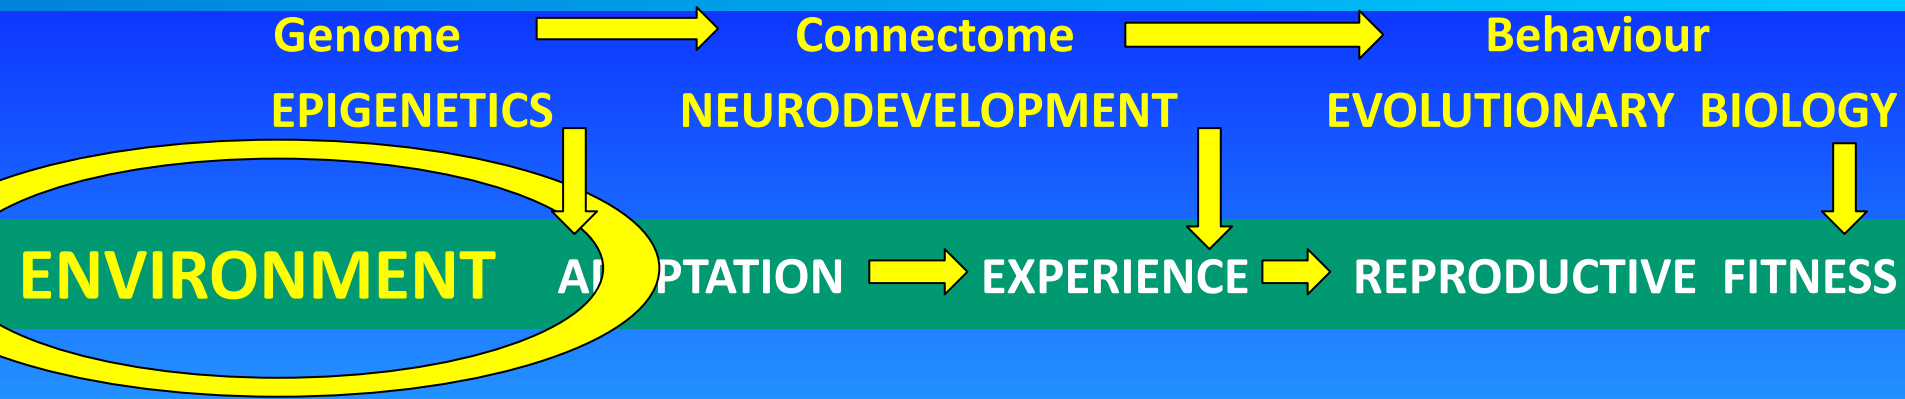 Genome Connectome Behaviour
EPIGENETICS NEURODEVELOPMENT EVOLUTIONARY BIOLOGY
ENVIRONMENT EXPERIENCE REPRODUCTIVE FITNESS